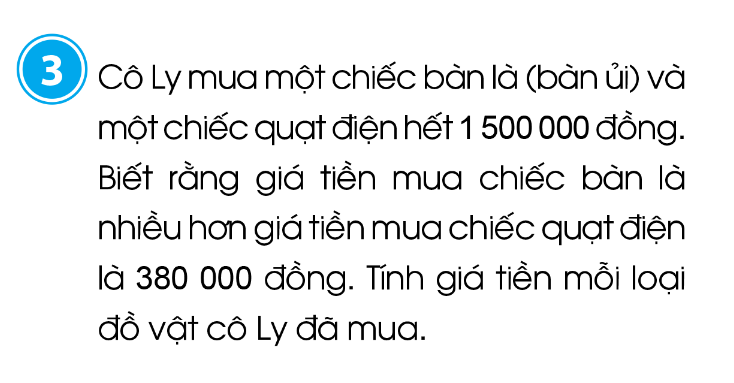 3
Cô Ly mua một chiếc bàn là (bàn ủi) và
một chiếc quạt điện hết 1 500 000 đồng.
Biết rằng giá tiền mua chiếc bàn là
nhiều hơn giá tiền mua chiếc quạt điện
là 380 000 đồng. Tính giá tiền mỗi loại
đồ vật cô Ly đã mua.